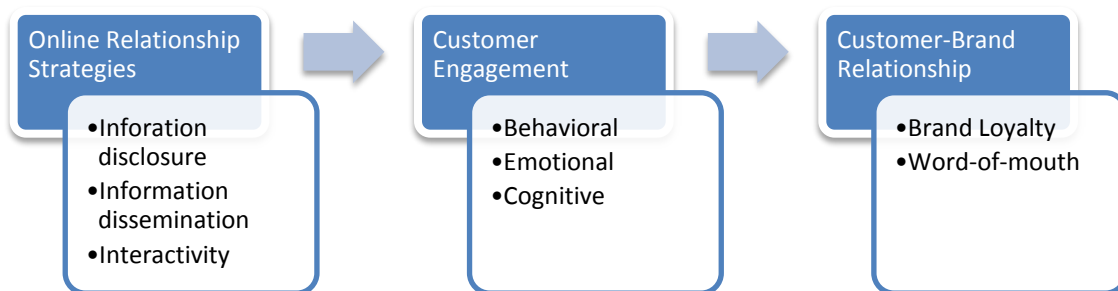 Online Relationship
Strategies
•Inforation
disclosure
•Information
dissemination
•Interactivity
Customer
Engagement
•Behavioral
•Emotional
•Cognitive
Customer-Brand
Relationship
•Brand Loyalty
•Word-of-mouth